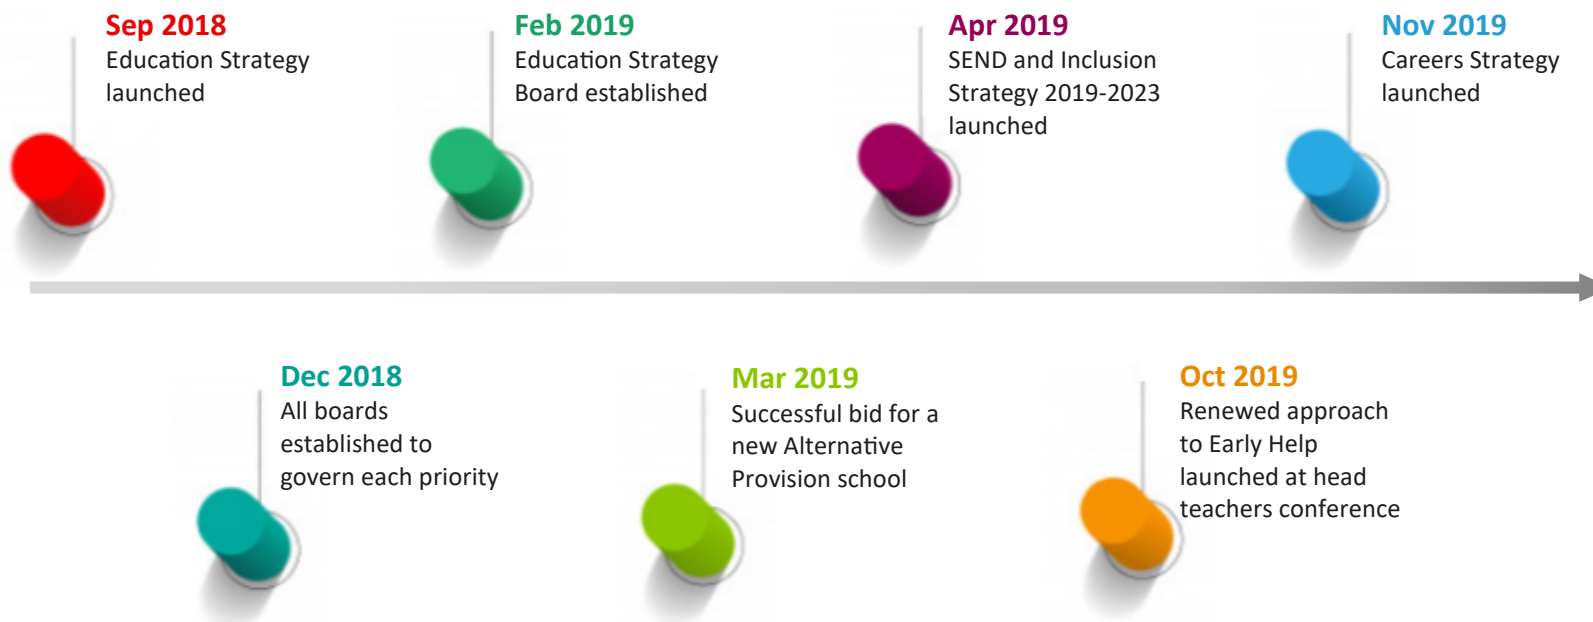 Sep 2018
Education Strategy
launched
Feb 2019
Education Strategy
Board established
Apr 2019
SEND and Inclusion
Strategy 2019-2023
launched
Nov 2019
Careers Strategy
launched
Dec 2018
All boards
established to
govern each priority
Mar 2019
Successful bid for a
new Alternative
Provision school
Oct 2019
Renewed approach
to Early Help
launched at head
teachers conference